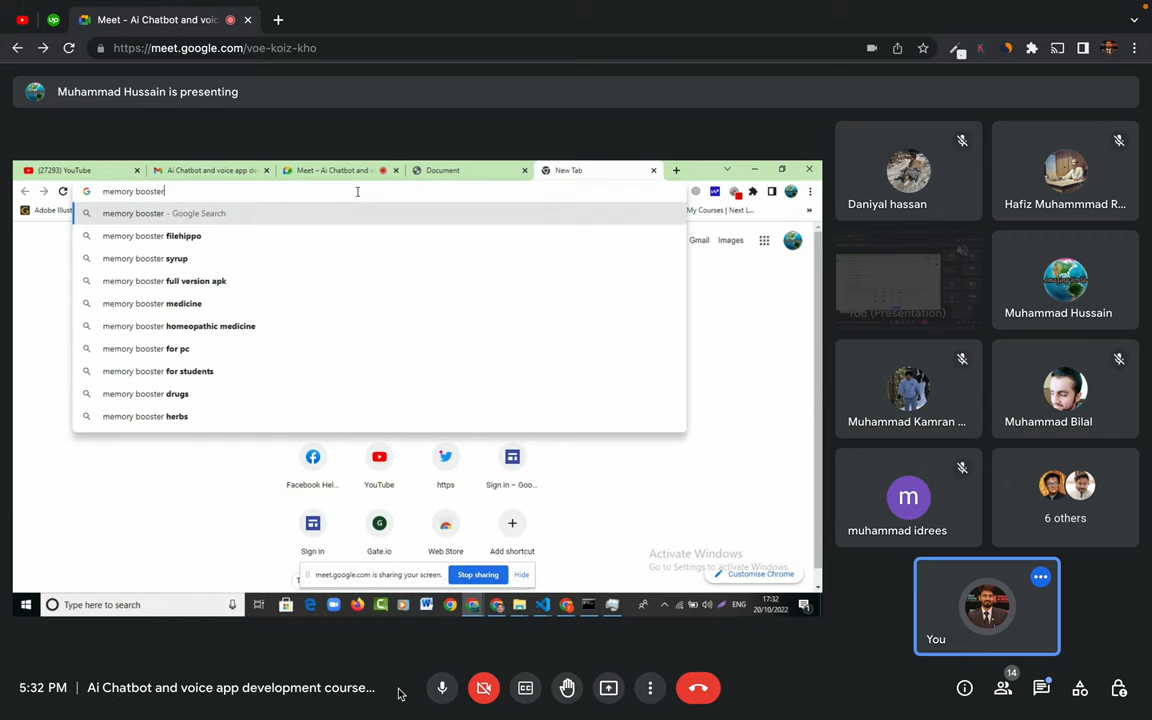 Meet - Ai Chatbot and voic
https://meet.google.com/voe-koiz-kho
Muhammad Hussain is presenting
(27293) YouTube
Ai Chatbot and voice app de
Meet – Ai Chatbot and v
Document
New Tab
memory booster
Adobe Illust
My Courses | Next L...
memory booster - Google Search
memory booster filehippo
memory booster syrup
memory booster full version apk
memory booster medicine
memory booster homeopathic medicine
memory booster for pc
memory booster for students
memory booster drugs
memory booster herbs
Gmail
Images
Facebook Hel...
YouTube
https
Sign in – Goo...
Sign in
Gate.io
Web Store
Add shortcut
Activate Windows
Go to Settings to activate Windows.
Customise Chrome
meet.google.com is sharing your screen.
Stop sharing
Hide
Type here to search
ENG
17:32
20/10/2022
Daniyal hassan
Hafiz Muhammmad R...
You (Presentation)
Muhammad Hussain
Muhammad Kamran ...
Muhammad Bilal
m
muhammad idrees
6 others
You
5:32 PM | Ai Chatbot and voice app development course...
14